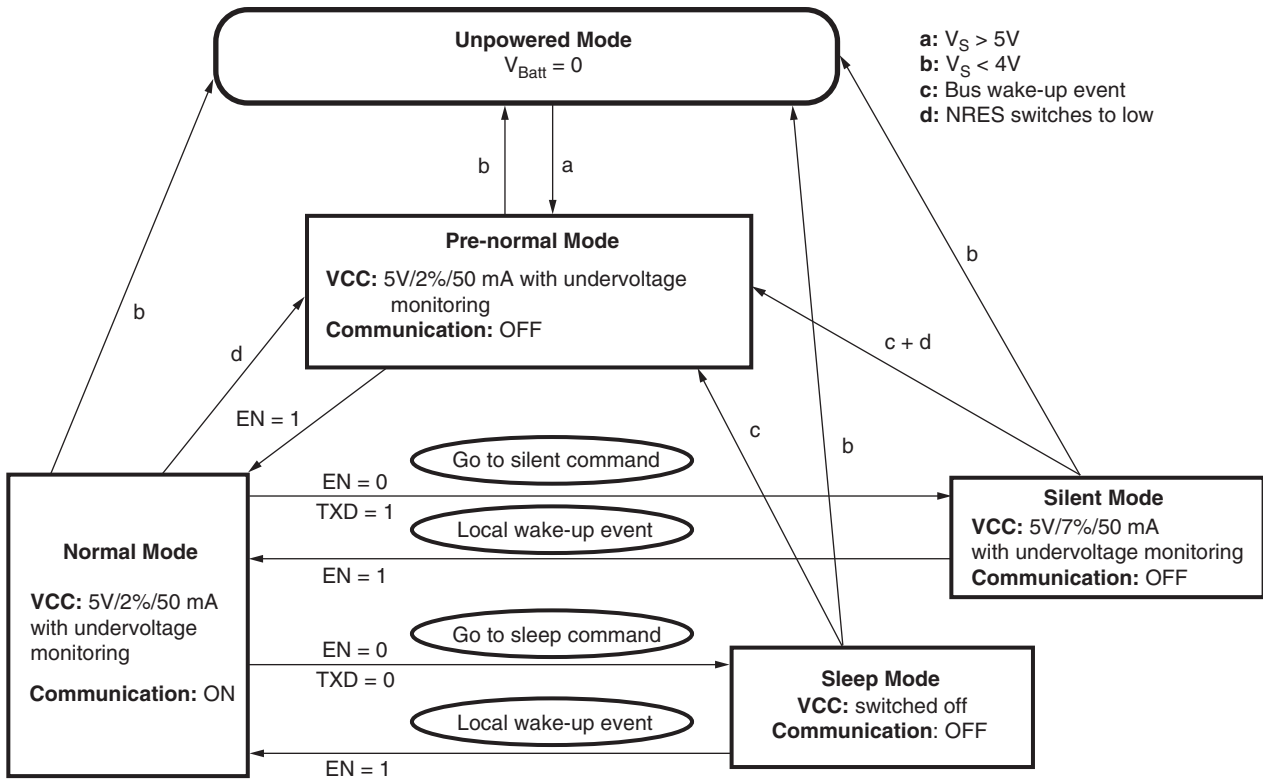 Unpowered Mode
V_Batt = 0
a: V_S > 5V
b: V_S < 4V
c: Bus wake-up event
d: NRES switches to low
b
a
Pre-normal Mode
VCC: 5V/2%/50 mA with undervoltage
monitoring
Communication: OFF
b
d
b
c + d
EN = 1
c
b
Go to silent command
EN = 0
TXD = 1
Local wake-up event
EN = 1
Silent Mode
VCC: 5V/7%/50 mA
with undervoltage monitoring
Communication: OFF
Normal Mode
VCC: 5V/2%/50 mA
with undervoltage
monitoring
Communication: ON
Go to sleep command
EN = 0
TXD = 0
Local wake-up event
EN = 1
Sleep Mode
VCC: switched off
Communication: OFF